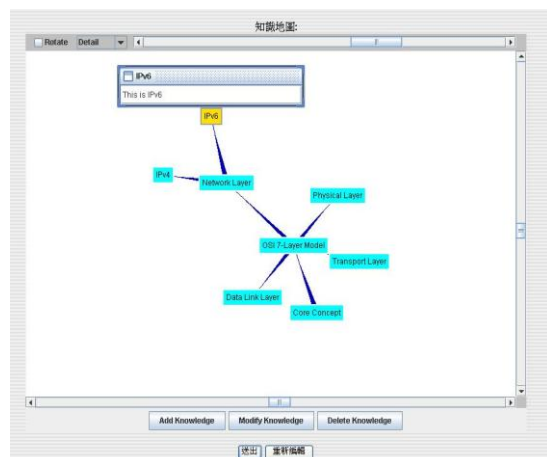 知識地圖:
Rotate Detail
IPv6
This is IPv6
IPv6
IPv4
Network Layer
Physical Layer
OSI 7-Layer Model
Transport Layer
Data Link Layer
Core Concept
Add Knowledge Modify Knowledge Delete Knowledge
送出 重新編輯